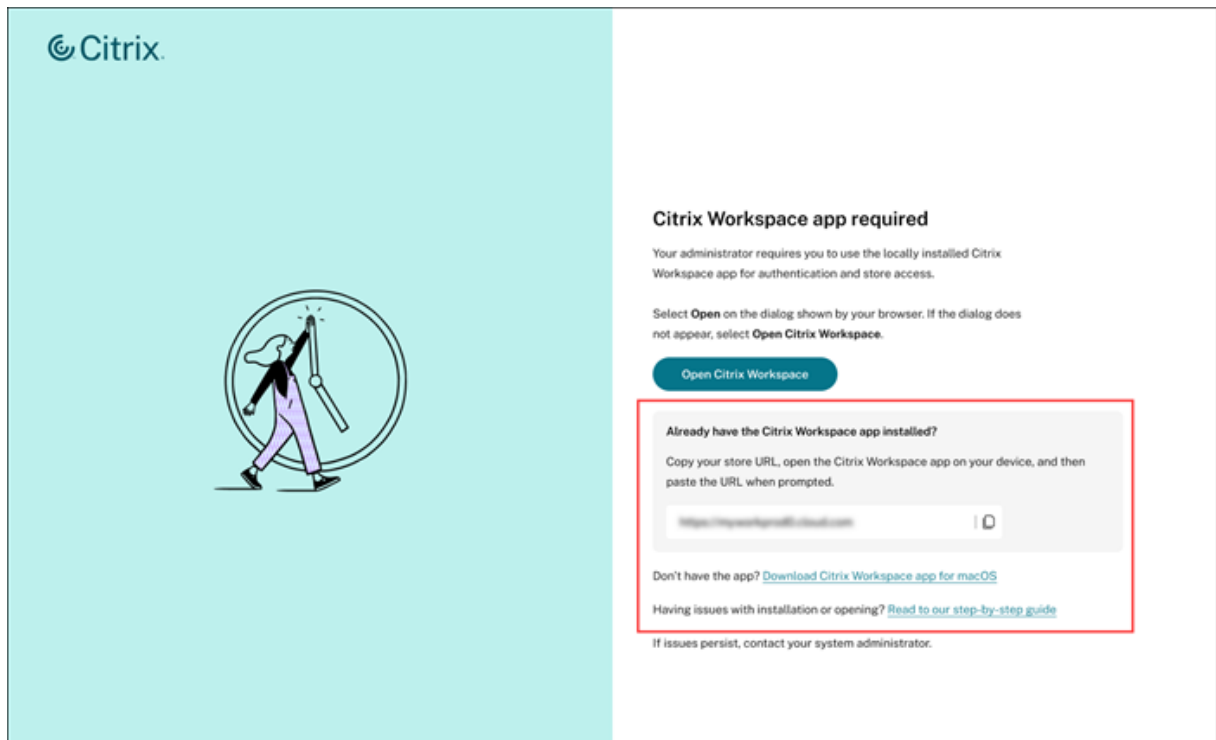 Citrix
Citrix Workspace app required
Your administrator requires you to use the locally installed Citrix
Workspace app for authentication and store access.
Select Open on the dialog shown by your browser. If the dialog does
not appear, select Open Citrix Workspace.
Open Citrix Workspace
Already have the Citrix Workspace app installed?
Copy your store URL, open the Citrix Workspace app on your device, and then
paste the URL when prompted.
Don't have the app? Download Citrix Workspace app for macOS
Having issues with installation or opening? Read to our step-by-step guide
If issues persist, contact your system administrator.